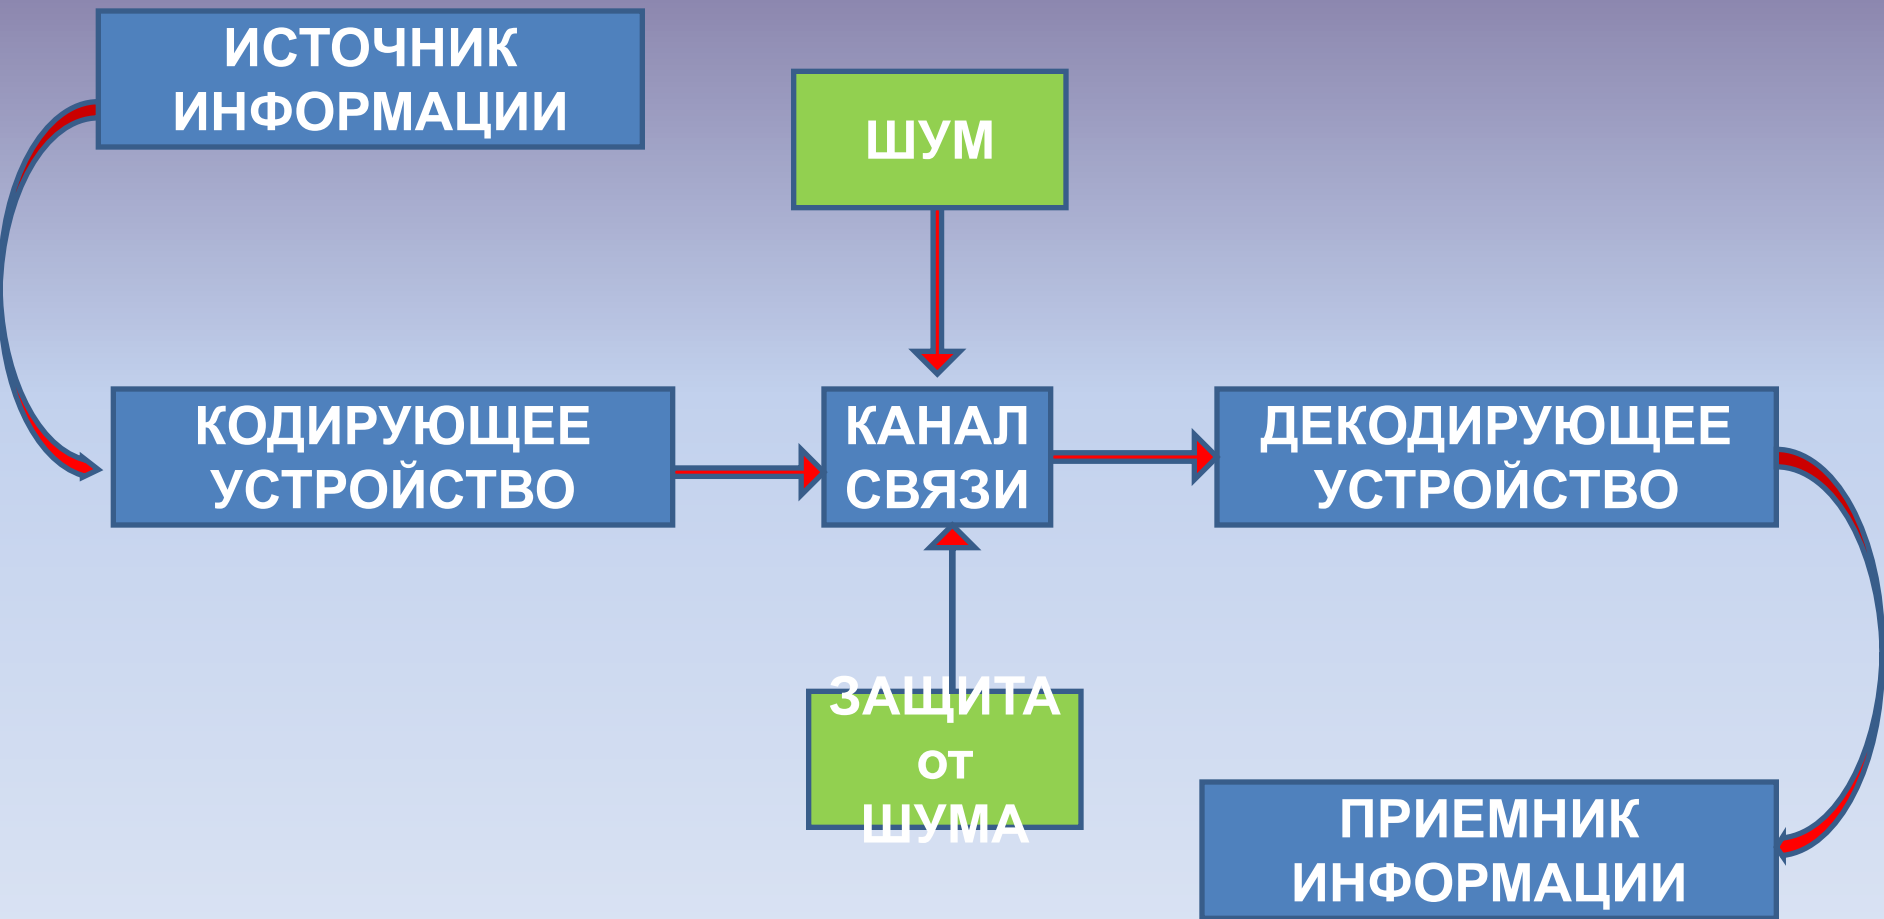 ИСТОЧНИК
ИНФОРМАЦИИ
ШУМ
КОДИРУЮЩЕЕ
УСТРОЙСТВО
КАНАЛ
СВЯЗИ
ДЕКОДИРУЮЩЕЕ
УСТРОЙСТВО
ЗАЩИТА
от
ШУМА
ПРИЕМНИК
ИНФОРМАЦИИ